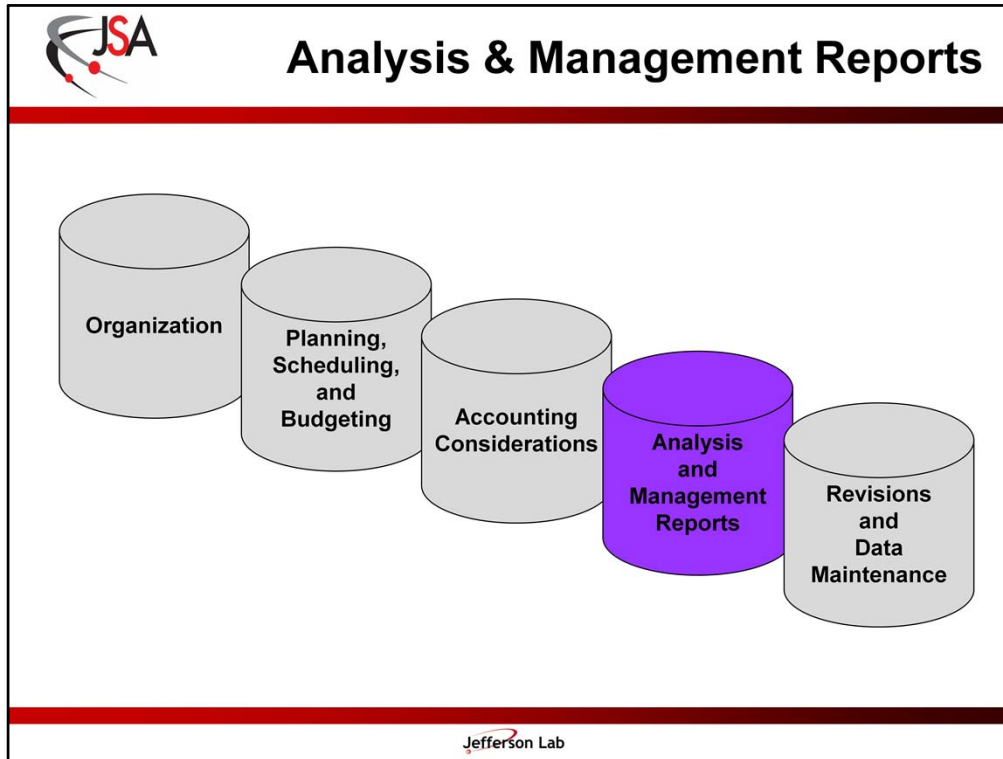 JSA
Analysis & Management Reports
Organization
Planning,
Scheduling,
and
Budgeting
Accounting
Considerations
Analysis
and
Management
Reports
Revisions
and
Data
Maintenance
Jefferson Lab